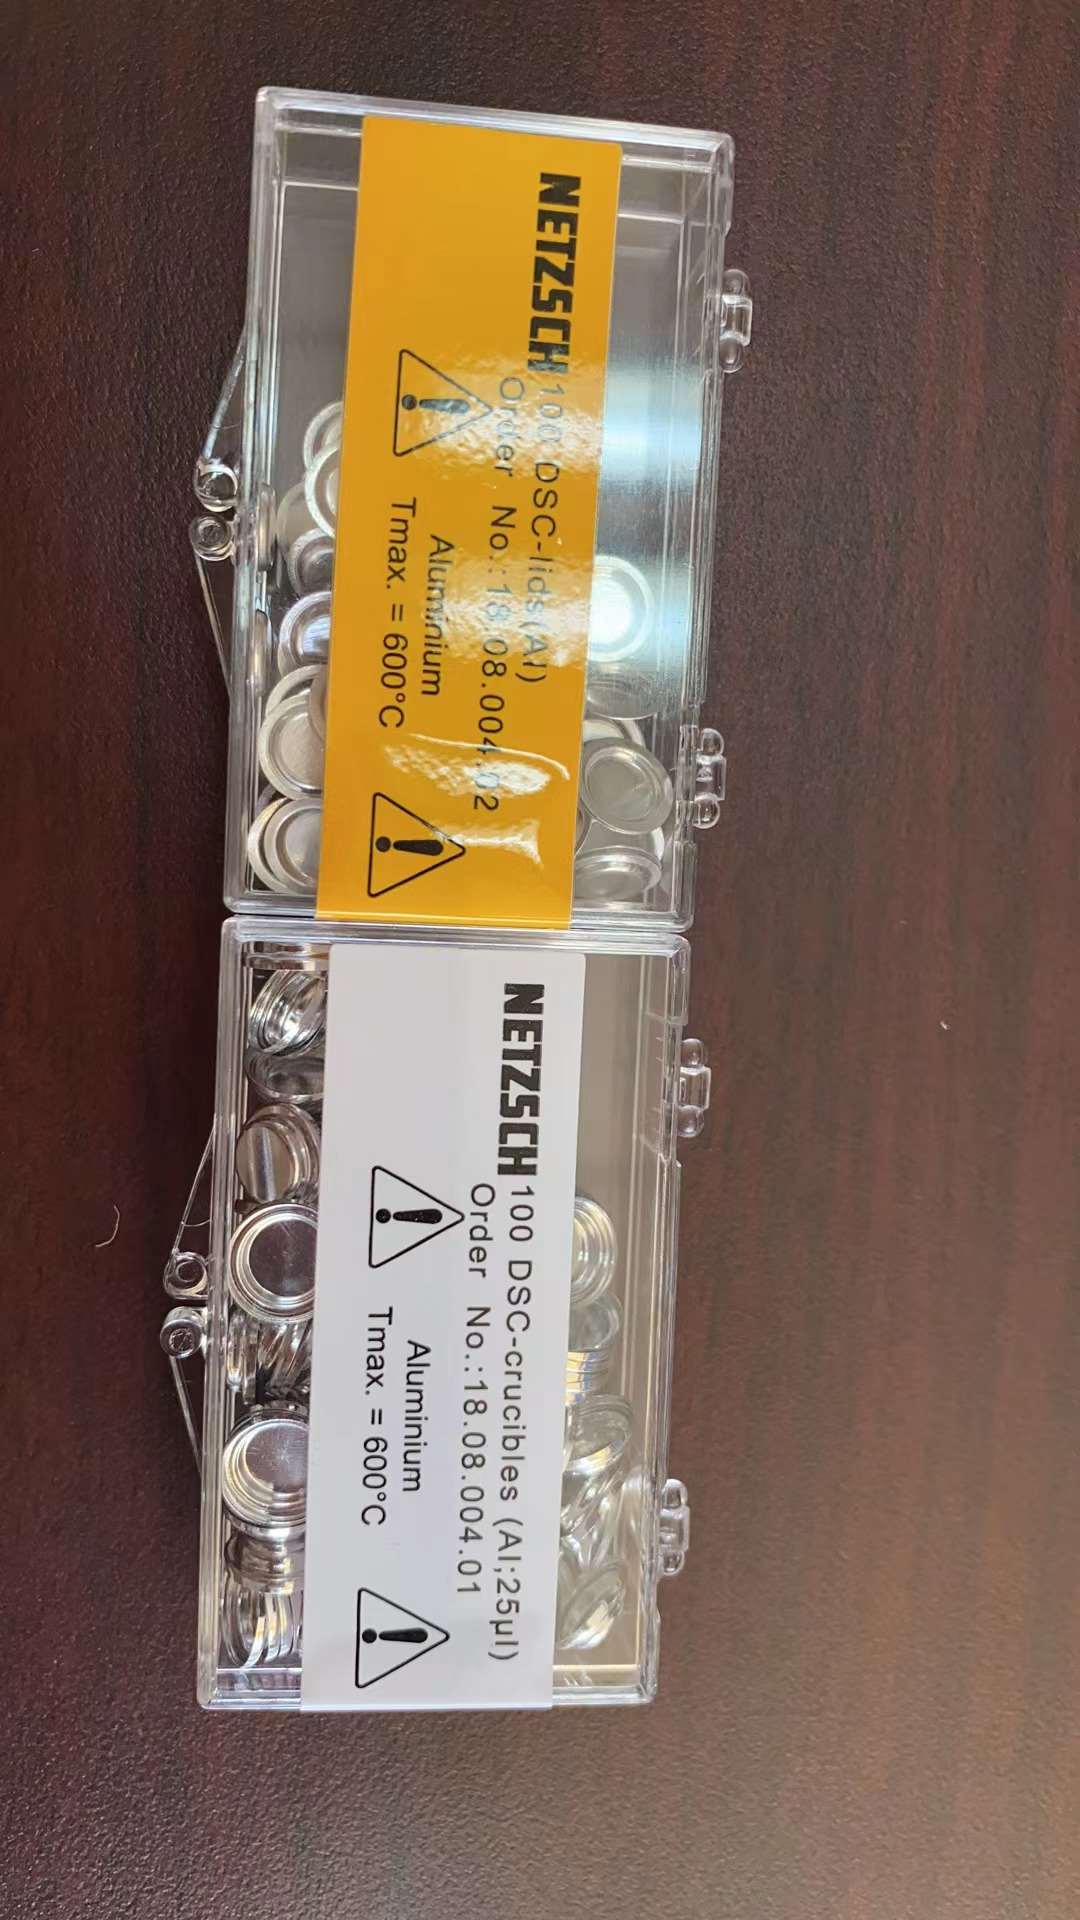 NETZSCH 100 DSC-lids(Al)
Order No.:18.08.004.02
Aluminium
Tmax. = 600°C
NETZSCH 100 DSC-crucibles (Al;25µl)
Order No.:18.08.004.01
Aluminium
Tmax. = 600°C